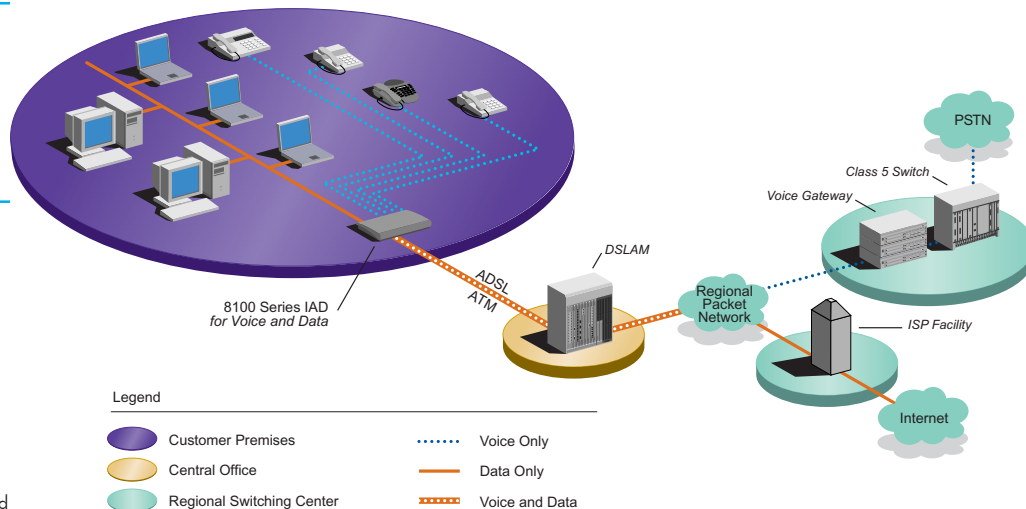 PSTN
Class 5 Switch
Voice Gateway
DSLAM
ADSL
ATM
8100 Series IAD
for Voice and Data
Regional
Packet
Network
ISP Facility
Internet
Legend
Customer Premises
Voice Only
Central Office
Data Only
Regional Switching Center
Voice and Data